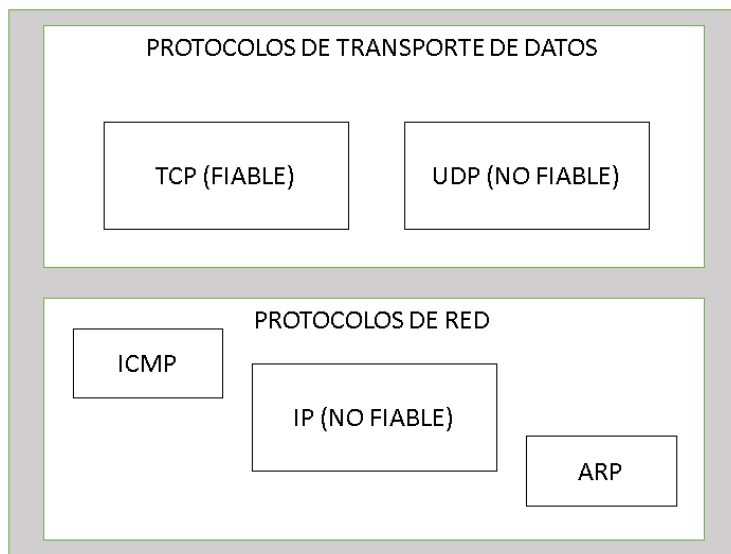 PROTOCOLOS DE TRANSPORTE DE DATOS
TCP (FIABLE)
UDP (NO FIABLE)
PROTOCOLOS DE RED
ICMP
IP (NO FIABLE)
ARP